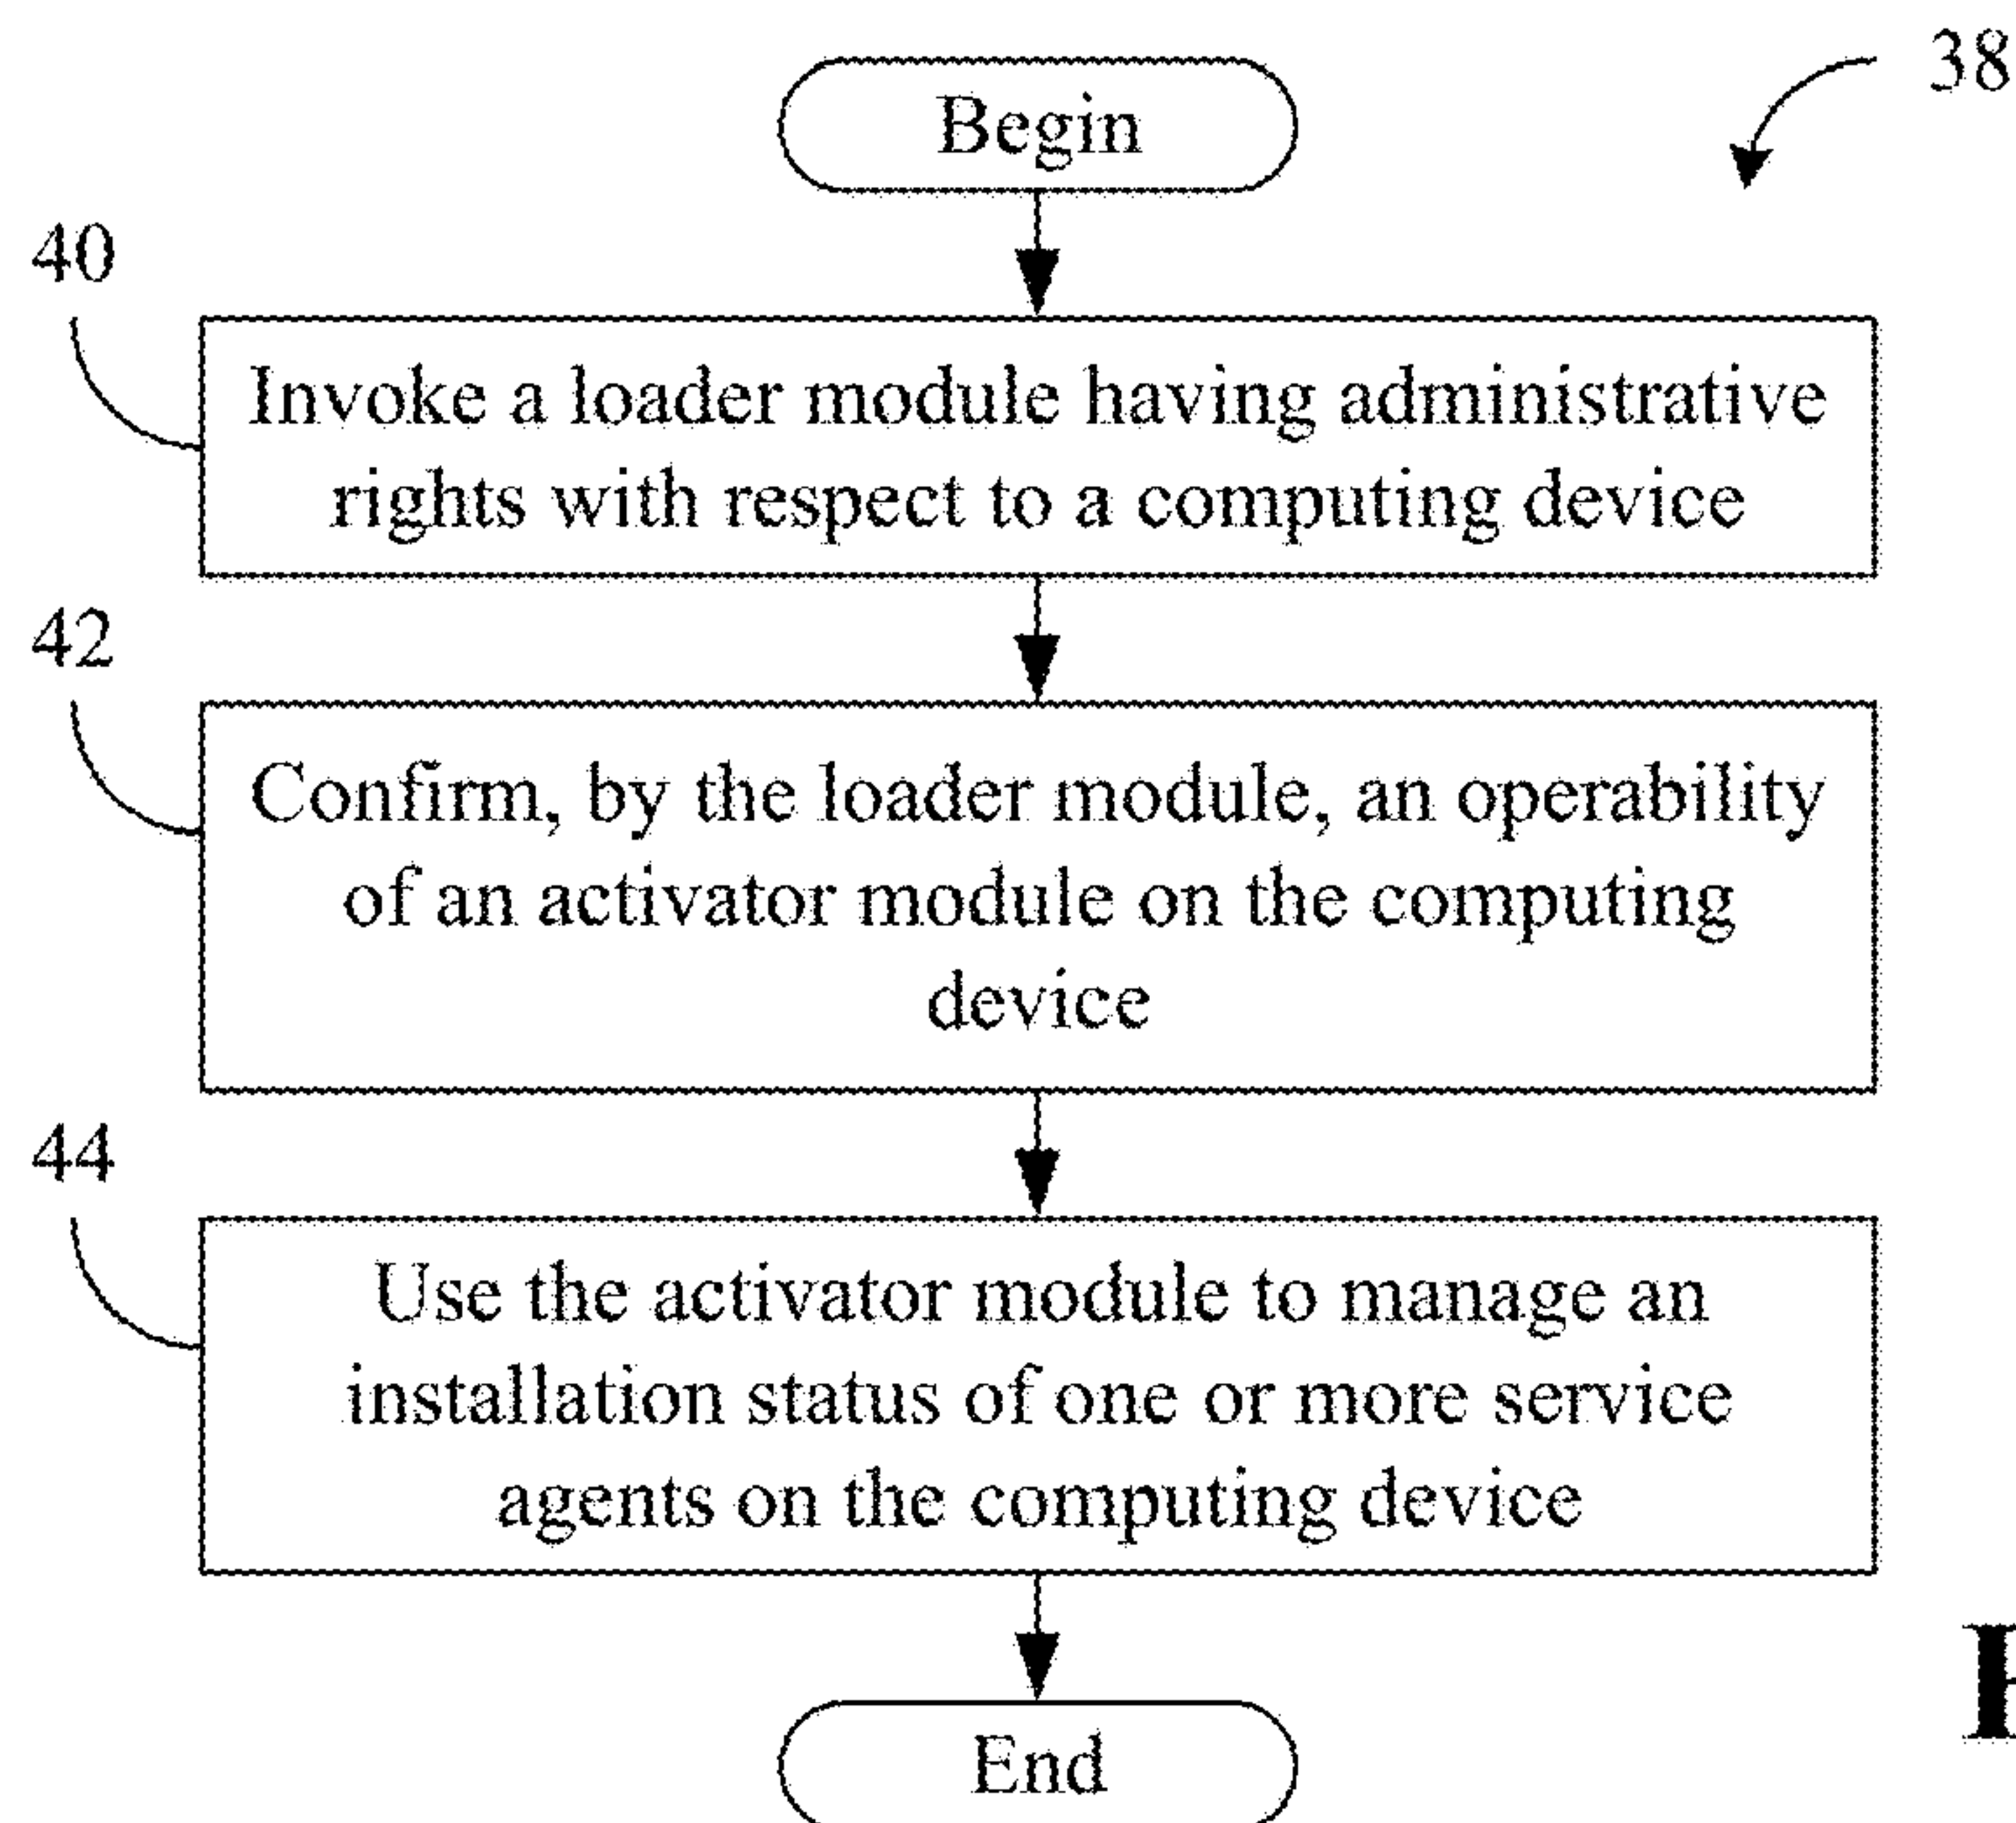 38
Begin
40
Invoke a loader module having administrative
rights with respect to a computing device
42
Confirm, by the loader module, an operability
of an activator module on the computing
device
44
Use the activator module to manage an
installation status of one or more service
agents on the computing device
End